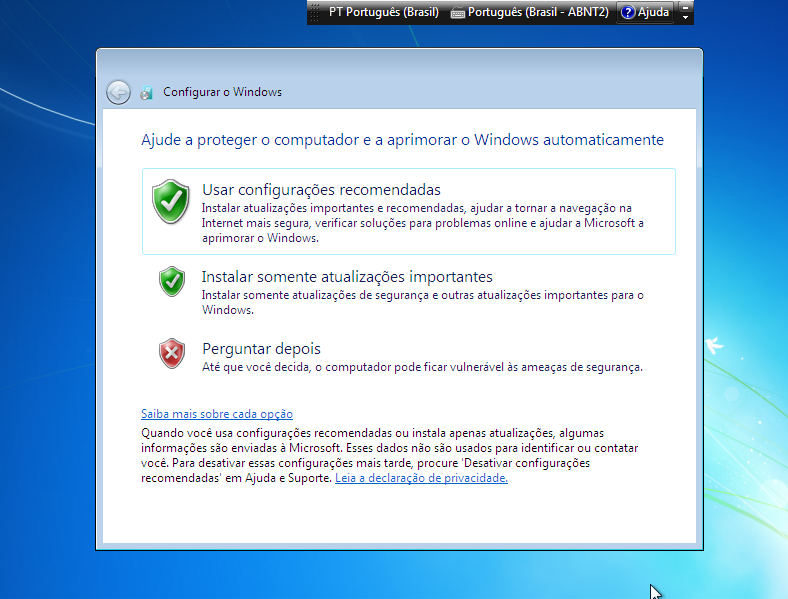 PT Português (Brasil) Português (Brasil - ABNT2) ? Ajuda
Configurar o Windows
Ajude a proteger o computador e a aprimorar o Windows automaticamente
Usar configurações recomendadas
Instalar atualizações importantes e recomendadas, ajudar a tornar a navegação na
Internet mais segura, verificar soluções para problemas online e ajudar a Microsoft a
aprimorar o Windows.
Instalar somente atualizações importantes
Instalar somente atualizações de segurança e outras atualizações importantes para o
Windows.
Perguntar depois
Até que você decida, o computador pode ficar vulnerável às ameaças de segurança.
Saiba mais sobre cada opção
Quando você usa configurações recomendadas ou instala apenas atualizações, algumas
informações são enviadas à Microsoft. Esses dados não são usados para identificar ou contatar
você. Para desativar essas configurações mais tarde, procure 'Desativar configurações
recomendadas' em Ajuda e Suporte. Leia a declaração de privacidade.